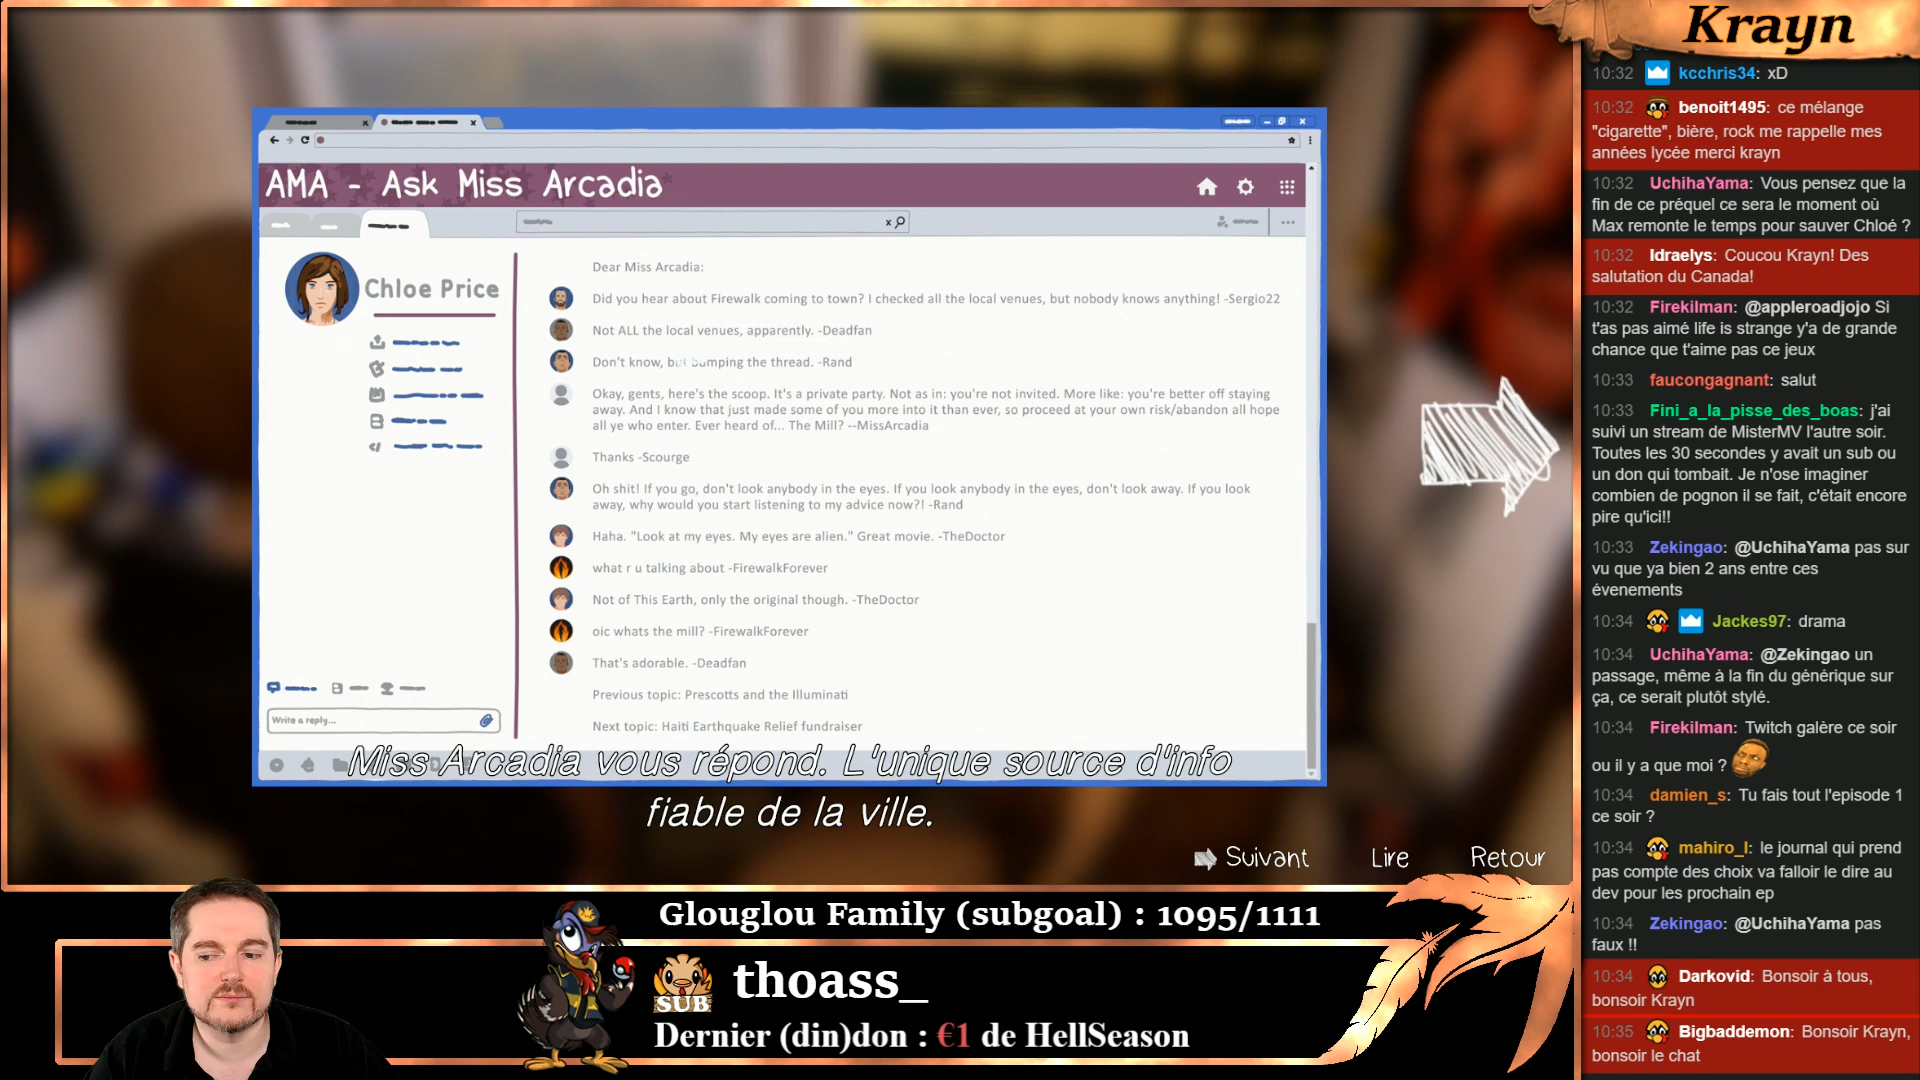 Krayn
10:32 kcchris34: xD
10:32 benoit1495: ce mélange
"cigarette", bière, rock me rappelle mes
années lycée merci krayn
10:32 UchihaYama: Vous pensez que la
fin de ce préquel ce sera le moment où
Max remonte le temps pour sauver Chloé ?
10:32 Idraelys: Coucou Krayn! Des
salutation du Canada!
10:32 Firekilman: @appleroadjojo Si
t'as pas aimé life is strange y'a de grande
chance que t'aime pas ce jeux
10:33 faucongagnant: salut
10:33 Fini_a_la_pisse_des_boas: j'ai
suivi un stream de MisterMV l'autre soir.
Toutes les 30 secondes y avait un sub ou
un don qui tombait. Je n'ose imaginer
combien de pognon il se fait, c'était encore
pire qu'ici!!
10:33 Zekingao: @UchihaYama pas sur
vu que ya bien 2 ans entre ces
évenements
10:34 Jackes97: drama
10:34 UchihaYama: @Zekingao un
passage, même à la fin du générique sur
ça, ce serait plutôt stylé.
10:34 Firekilman: Twitch galère ce soir
ou il y a que moi ?
10:34 damien_s: Tu fais tout l'episode 1
ce soir ?
10:34 mahiro_l: le journal qui prend
pas compte des choix va falloir le dire au
dev pour les prochain ep
10:34 Zekingao: @UchihaYama pas
faux !!
10:34 Darkovid: Bonsoir à tous,
bonsoir Krayn
10:35 Bigbaddemon: Bonsoir Krayn,
bonsoir le chat
AMA - Ask Miss Arcadia
Chloe Price
Write a reply...
Dear Miss Arcadia:
Did you hear about Firewalk coming to town? I checked all the local venues, but nobody knows anything! -Sergio22
Not ALL the local venues, apparently. -Deadfan
Don't know, but bumping the thread. -Rand
Okay, gents, here's the scoop. It's a private party. Not as in: you're not invited. More like: you're better off staying
away. And I know that just made some of you more into it than ever, so proceed at your own risk/abandon all hope
all ye who enter. Ever heard of... The Mill? --MissArcadia
Thanks -Scourge
Oh shit! If you go, don't look anybody in the eyes. If you look anybody in the eyes, don't look away. If you look
away, why would you start listening to my advice now?! -Rand
Haha. "Look at my eyes. My eyes are alien." Great movie. -TheDoctor
what r u talking about -FirewalkForever
Not of This Earth, only the original though. -TheDoctor
oic whats the mill? -FirewalkForever
That's adorable. -Deadfan
Previous topic: Prescotts and the Illuminati
Next topic: Haiti Earthquake Relief fundraiser
Miss Arcadia vous répond. L'unique source d'info
fiable de la ville.
Suivant Lire Retour
Glouglou Family (subgoal) : 1095/1111
SUB thoass_
Dernier (din)don : €1 de HellSeason